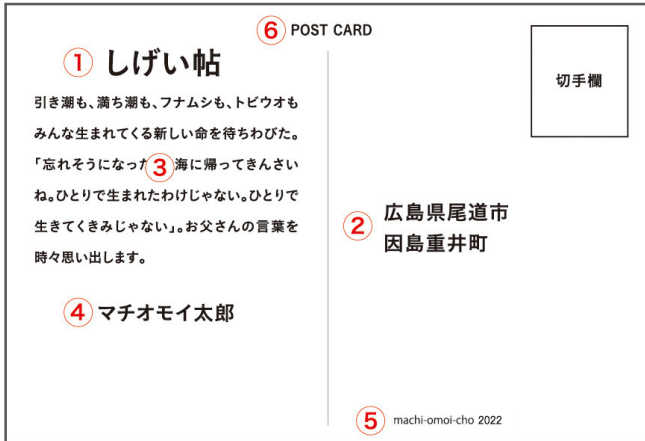 ⑥ POST CARD
① しげい帖
引き潮も、満ち潮も、フナムシも、トビウオも
みんな生まれてくる新しい命を待ちわびた。
「忘れそうになった ③ 海に帰ってきんさい
ね。ひとりで生まれたわけじゃない。ひとりで
生きてくきみじゃない」。お父さんの言葉を
時々思い出します。
④ マチオモイ太郎
切手欄
② 広島県尾道市
因島重井町
⑤ machi-omoi-cho 2022